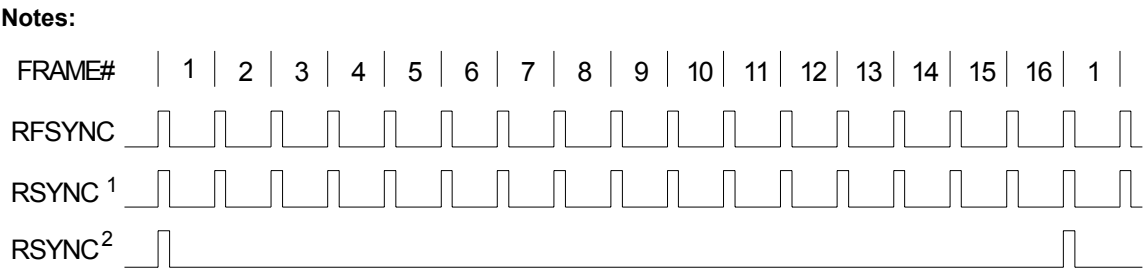 Notes:
FRAME# 1 2 3 4 5 6 7 8 9 10 11 12 13 14 15 16 1
RFSYNC
RSYNC 1
RSYNC 2